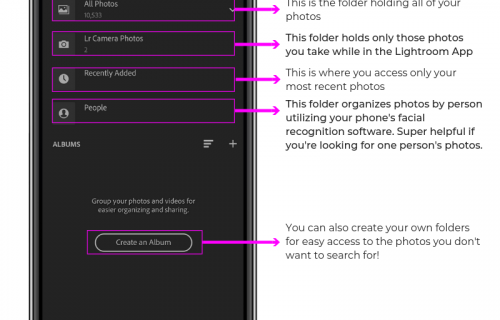 All Photos
10,533
This is the folder holding all of your
photos
Lr Camera Photos
2
This folder holds only those photos
you take while in the Lightroom App
Recently Added
This is where you access only your
most recent photos
People
This folder organizes photos by person
utilizing your phone's facial
recognition software. Super helpful if
you're looking for one person's photos.
ALBUMS
Group your photos and videos for
easier organizing and sharing.
Create an Album
You can also create your own folders
for easy access to the photos you don't
want to search for!